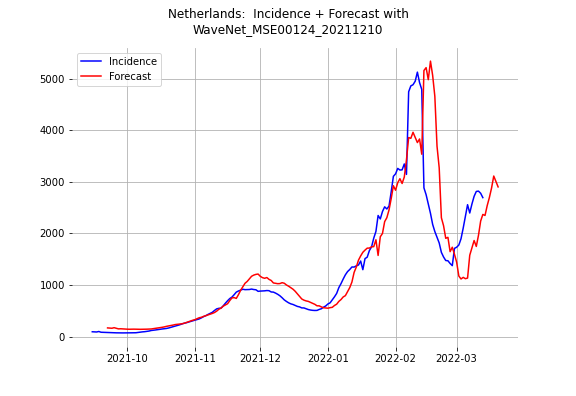 Netherlands:  Incidence + Forecast with
WaveNet_MSE00124_20211210
Incidence
Forecast
5000
4000
3000
2000
1000
0
2021-10 2021-11 2021-12 2022-01 2022-02 2022-03